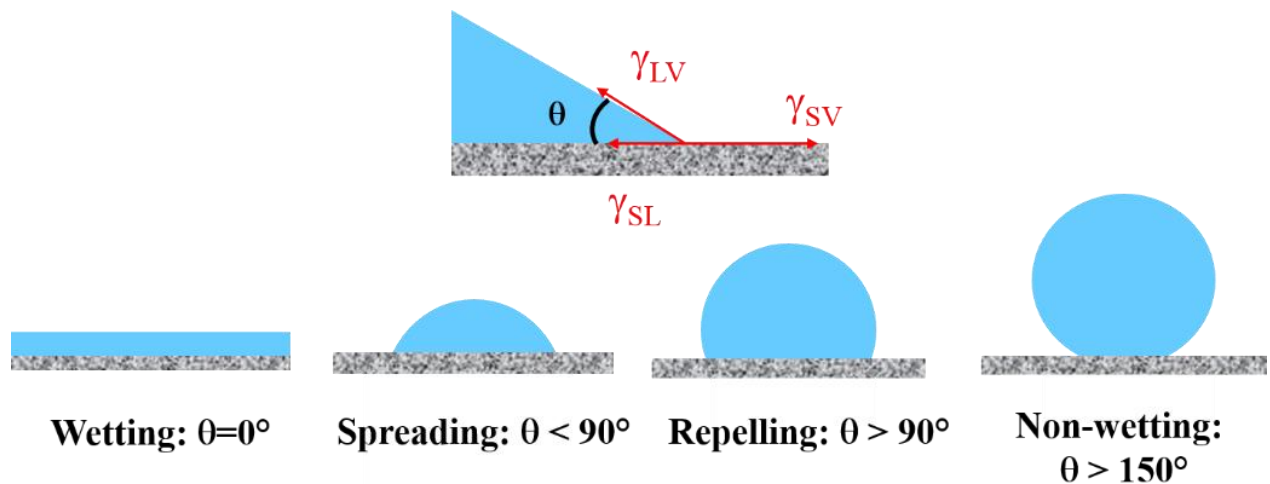 γLV
θ
γSV
γSL
Wetting: θ=0°
Spreading: θ < 90°
Repelling: θ > 90°
Non-wetting:
θ > 150°